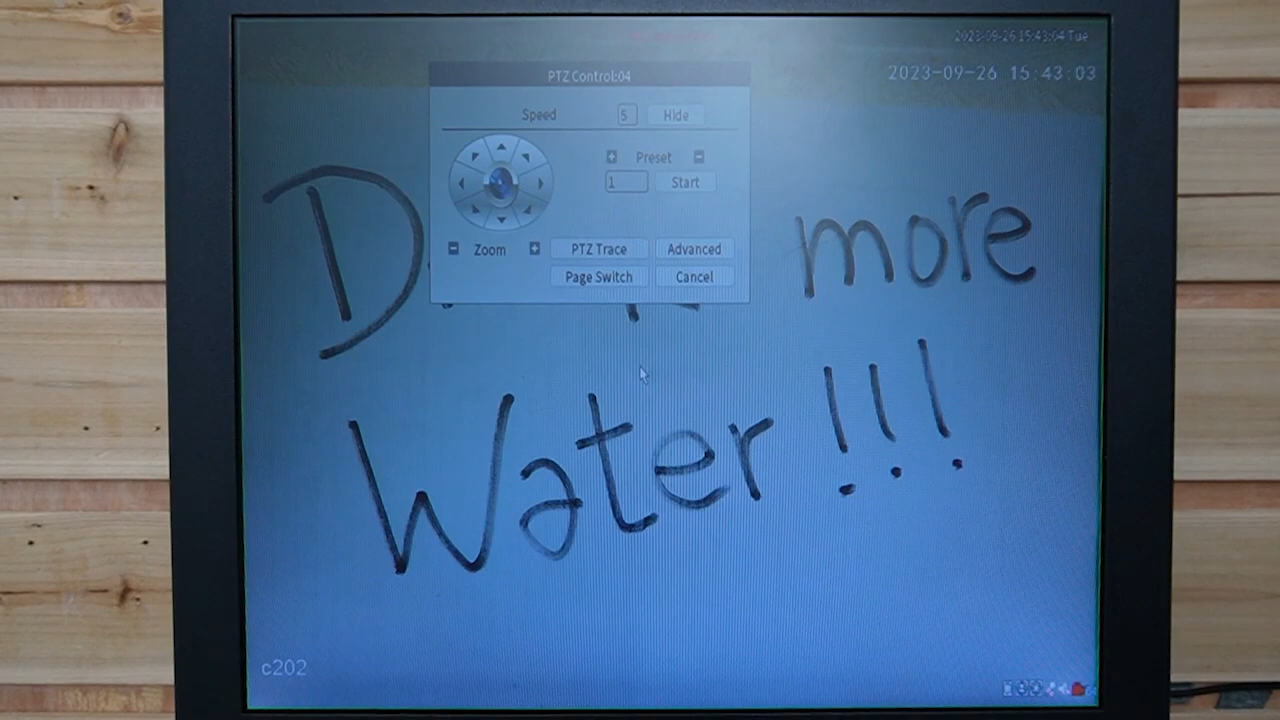 2023-09-26 15:43:04 Tue
2023-09-26 15:43:03
PTZ Control:04
Speed 5 Hide
Preset
1 Start
Zoom PTZ Trace Advanced
Page Switch Cancel
more
Water!!!
c202